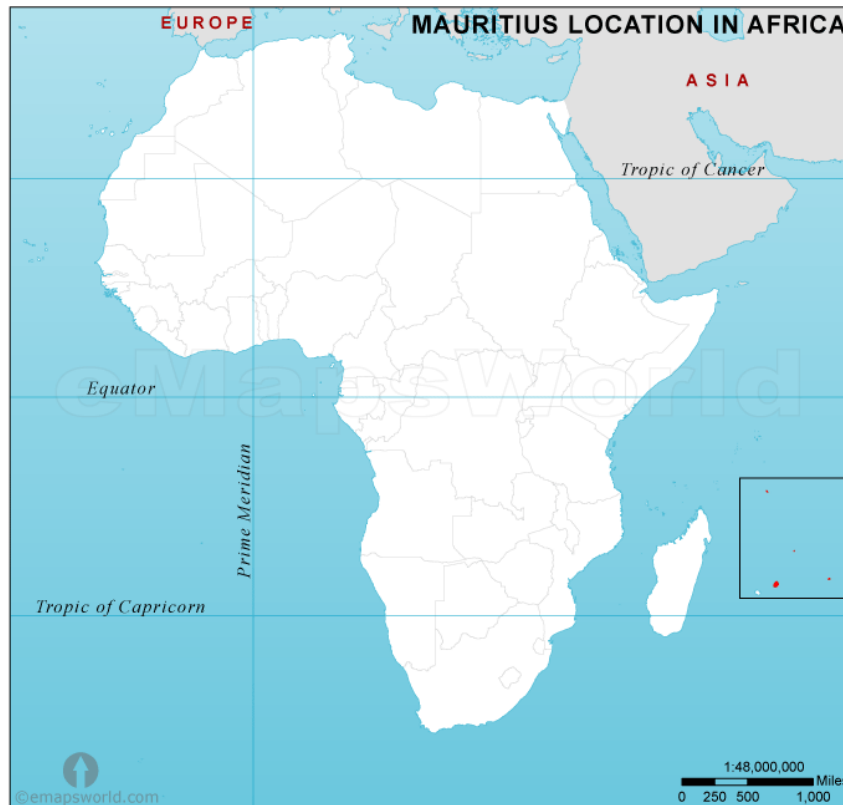 EUROPE
MAURITIUS LOCATION IN AFRICA
ASIA
Tropic of Cancer
eMapsWorld
Equator
Prime Meridian
Tropic of Capricorn
1:48,000,000
Miles
0 250 500 1,000
©emapsworld.com